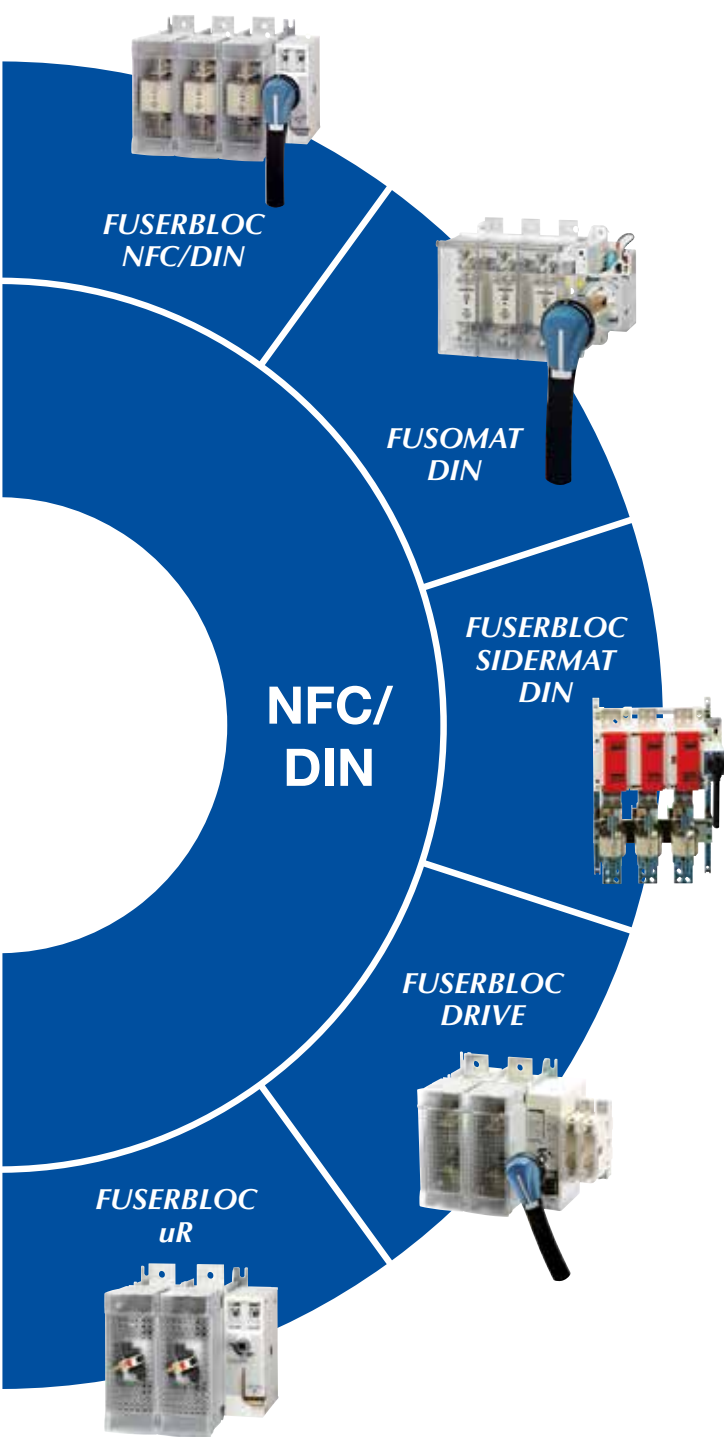 FUSERBLOC
NFC/DIN
FUSOMAT
DIN
FUSERBLOC
SIDERMAT
DIN
NFC/
DIN
FUSERBLOC
DRIVE
FUSERBLOC
uR